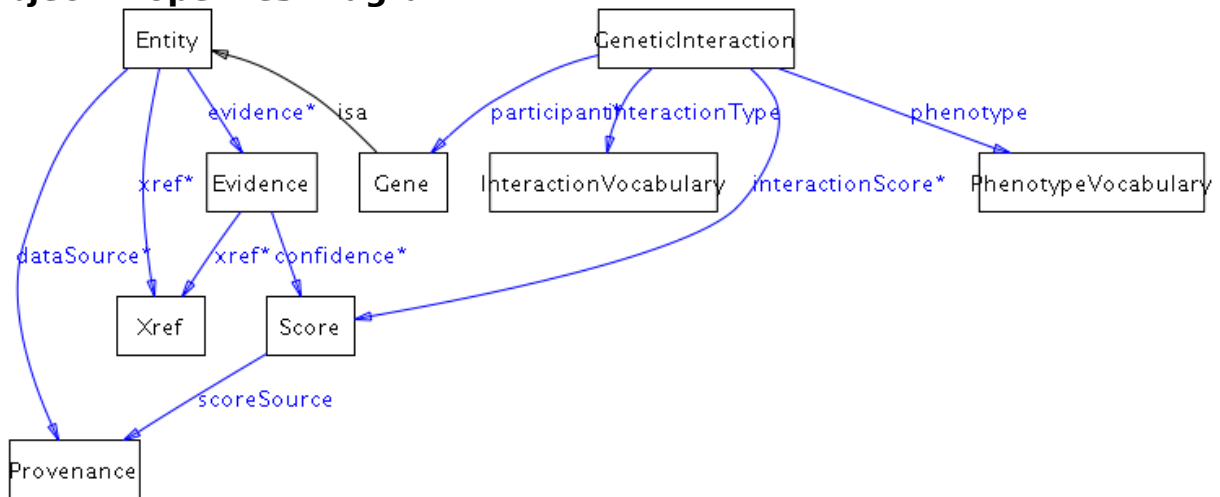 Entity
GeneticInteraction
evidence*
isa
participant*
interactionType
phenotype
xref*
Evidence
Gene
InteractionVocabulary
interactionScore*
PhenotypeVocabulary
dataSource*
xref*
confidence*
Xref
Score
scoreSource
Provenance